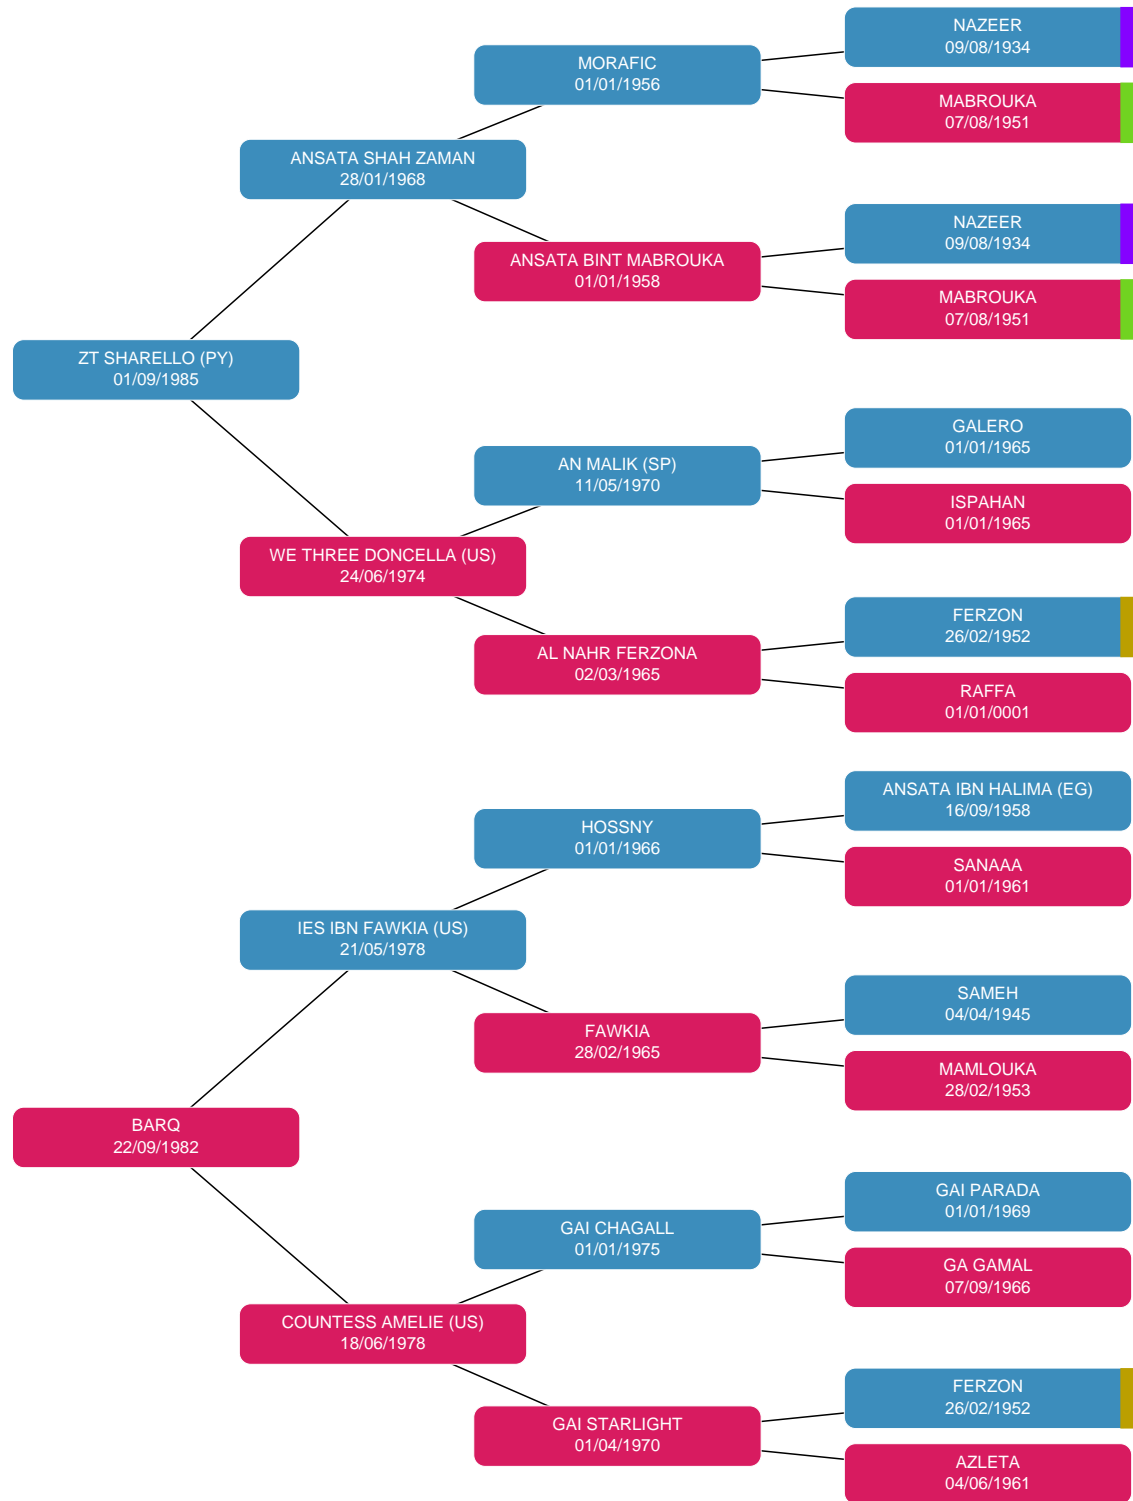 NAZEER
09/08/1934
MORAFIC
01/01/1956
MABROUKA
07/08/1951
ANSATA SHAH ZAMAN
28/01/1968
NAZEER
09/08/1934
ANSATA BINT MABROUKA
01/01/1958
MABROUKA
07/08/1951
ZT SHARELLO (PY)
01/09/1985
GALERO
01/01/1965
AN MALIK (SP)
11/05/1970
ISPAHAN
01/01/1965
WE THREE DONCELLA (US)
24/06/1974
FERZON
26/02/1952
AL NAHR FERZONA
02/03/1965
RAFFA
01/01/0001
ANSATA IBN HALIMA (EG)
16/09/1958
HOSSNY
01/01/1966
SANAAA
01/01/1961
IES IBN FAWKIA (US)
21/05/1978
SAMEH
04/04/1945
FAWKIA
28/02/1965
MAMLOUKA
28/02/1953
BARQ
22/09/1982
GAI PARADA
01/01/1969
GAI CHAGALL
01/01/1975
GA GAMAL
07/09/1966
COUNTESS AMELIE (US)
18/06/1978
FERZON
26/02/1952
GAI STARLIGHT
01/04/1970
AZLETA
04/06/1961